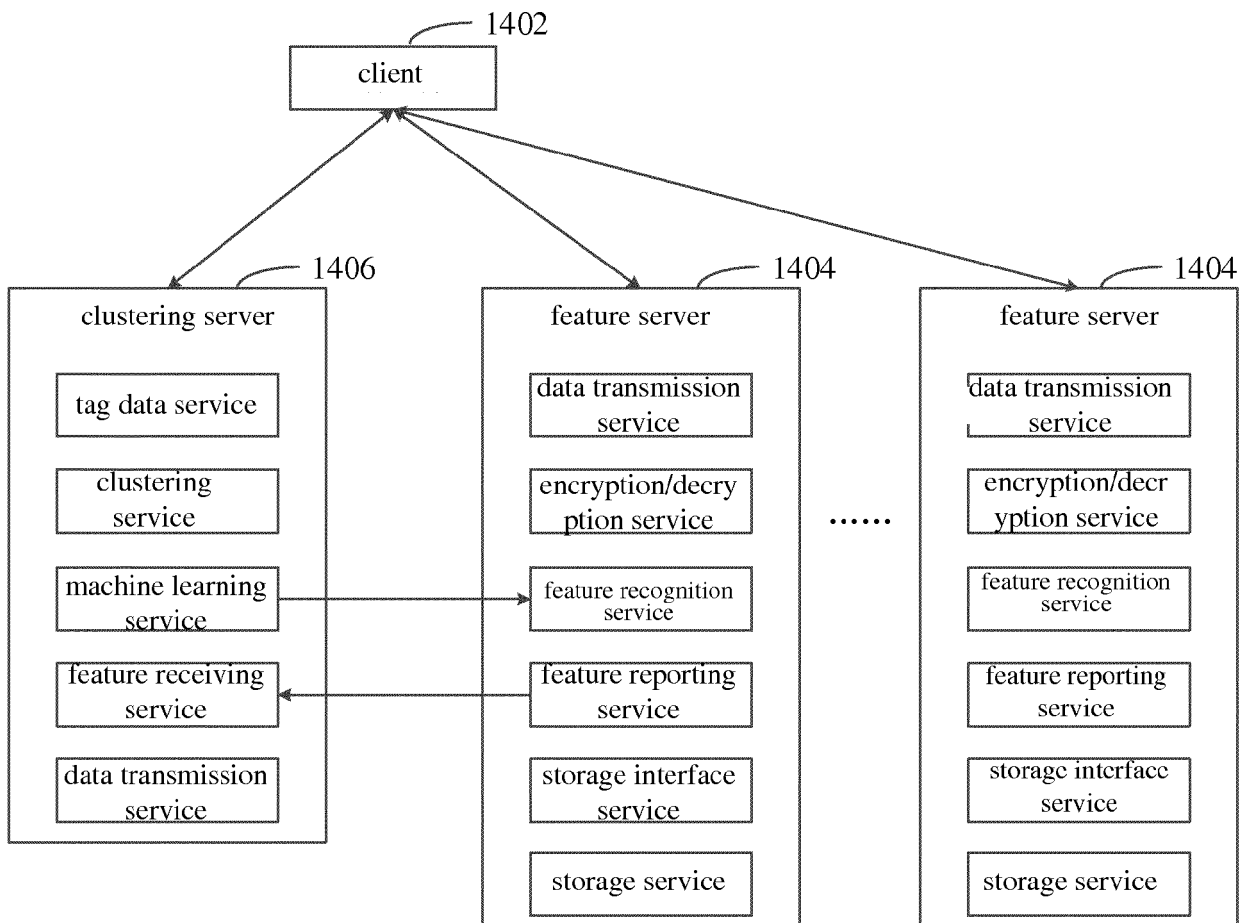 1402
client
1406
1404
1404
clustering server
tag data service
clustering
service
machine learning
service
feature receiving
service
data transmission
service
feature server
data transmission
service
encryption/decry
ption service
feature recognition
service
feature reporting
service
storage interface
service
storage service
......
feature server
data transmission
service
encryption/decr
yption service
feature recognition
service
feature reporting
service
storage interface
service
storage service